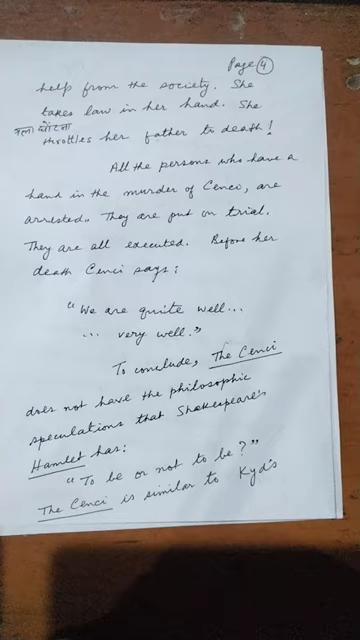 Page 4
help from the society. She
takes law in her hand. She
गला घोंटना
throttles her father to death!
All the persons who have a
hand in the murder of Cenci, are
arrested. They are put on trial.
They are all executed. Before her
death Cenci says:
"We are quite well...
... very well."
To conclude, The Cenci
does not have the philosophic
speculations that Shakespeare's
Hamlet has:
"To be or not to be?"
The Cenci is similar to Kyd's